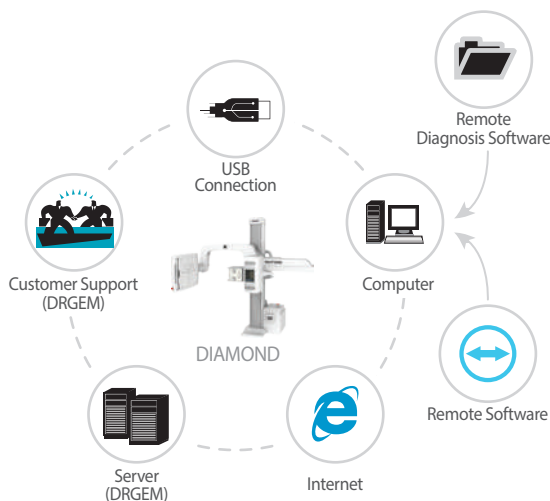 Remote
Diagnosis Software
USB
Connection
Customer Support
(DRGEM)
Computer
DIAMOND
Remote Software
Server
(DRGEM)
Internet